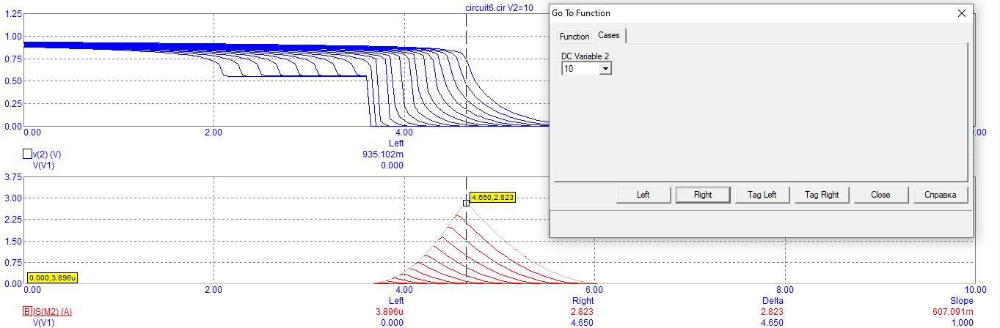 circuit6.cir V2=10
1.25
1.00
0.75
0.50
0.25
0.00
0.00 2.00 4.00 0.00
Left
v(2) (V) 935.102m
V(V1) 0.000
3.75
3.00
2.25
1.50
0.75
0.00
4.650,2.823
0.000,3.896u
0.00 2.00 4.00 6.00 8.00 10.00
Left Right Delta Slope
B IS(M2) (A) 3.896u 2.823 2.823 607.091m
V(V1) 0.000 4.650 4.650 1.000
Go To Function
Function Cases
DC Variable 2
10
Left Right Tag Left Tag Right Close Справка